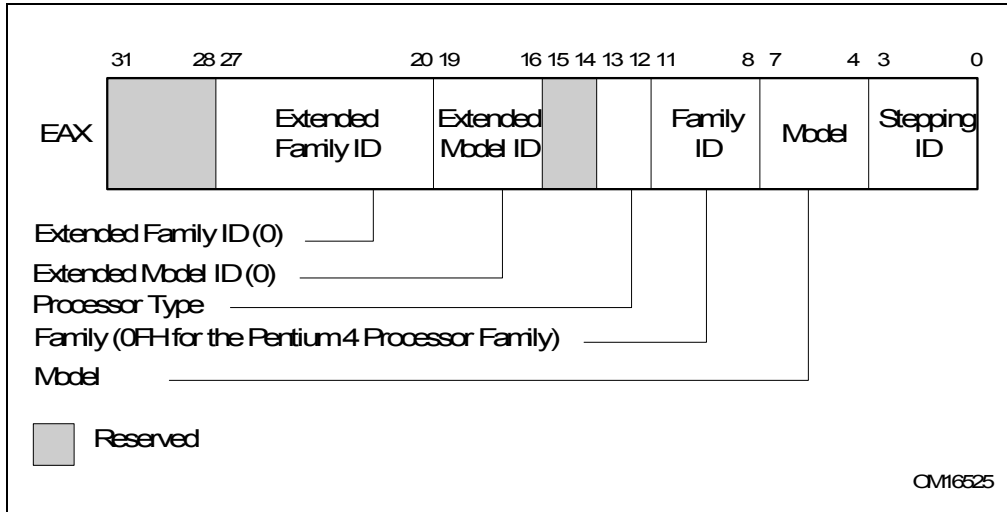 31 28 27 20 19 16 15 14 13 12 11 8 7 4 3 0
EAX
Extended Family ID
Extended Model ID
Family ID
Model
Stepping ID
Extended Family ID (0)
Extended Model ID (0)
Processor Type
Family (0FH for the Pentium 4 Processor Family)
Model
Reserved
OM16525